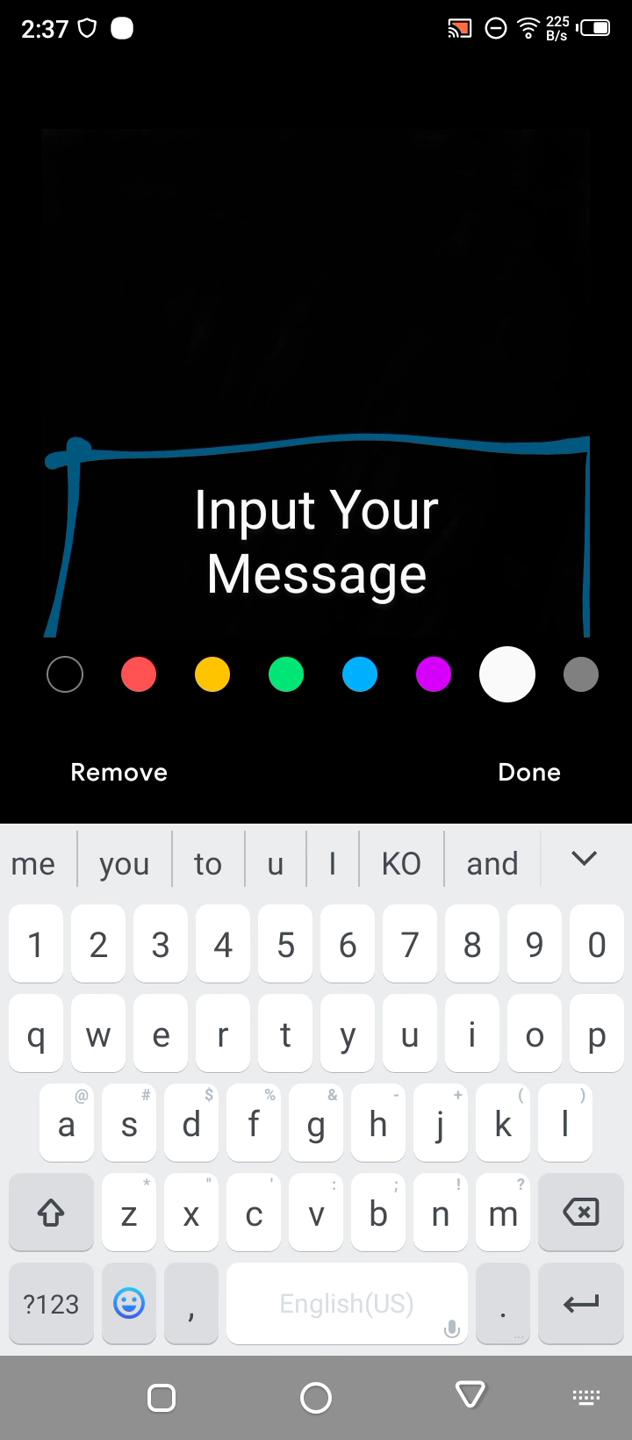 2:37
225
B/s
Input Your
Message
Remove
Done
me you to u I KO and
1 2 3 4 5 6 7 8 9 0
q w e r t y u i o p
@ # $ % & - + ( )
a s d f g h j k l
* " ' : ; ! ?
z x c v b n m
?123 , English(US) .